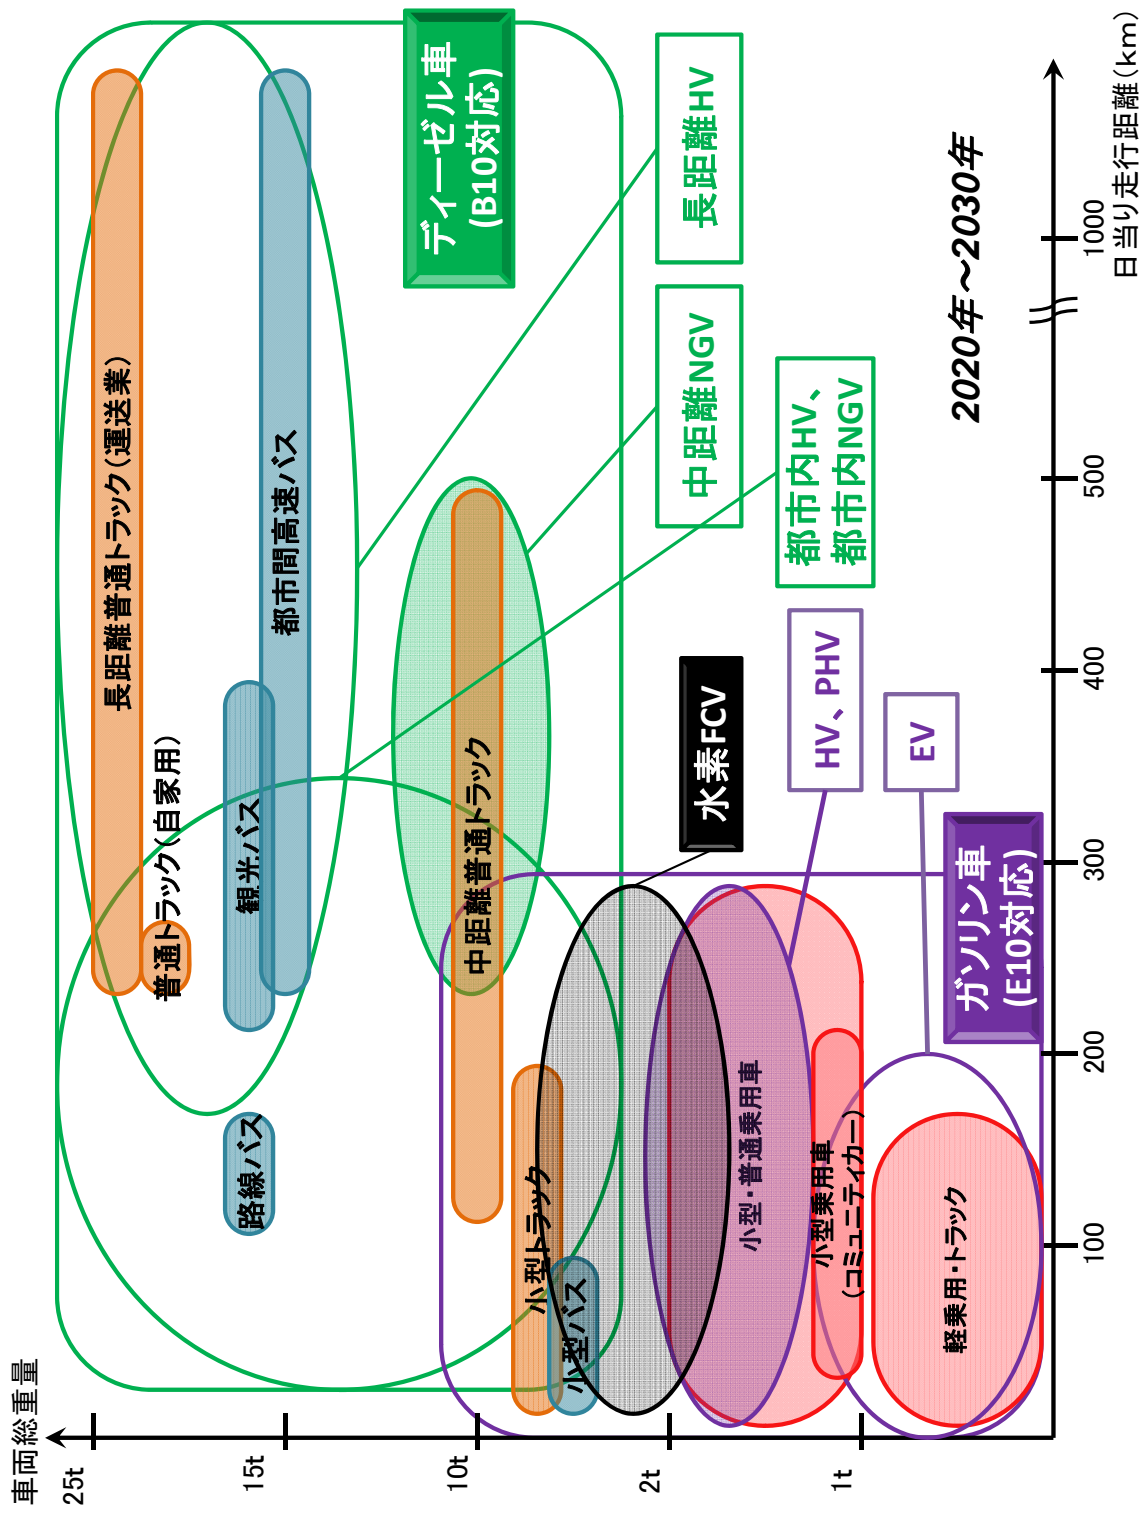 車両総重量
25t
15t
10t
2t
1t
100
200
300
400
500
1000
日当り走行距離(km)
2020年～2030年
ディーゼル車
(B10対応)
長距離HV
中距離NGV
都市内HV、
都市内NGV
水素FCV
HV、PHV
EV
ガソリン車
(E10対応)
長距離普通トラック(運送業)
普通トラック(自家用)
観光バス
都市間高速バス
路線バス
中距離普通トラック
小型トラック
小型バス
小型・普通乗用車
小型乗用車
(コミュニティカー)
軽乗用・トラック